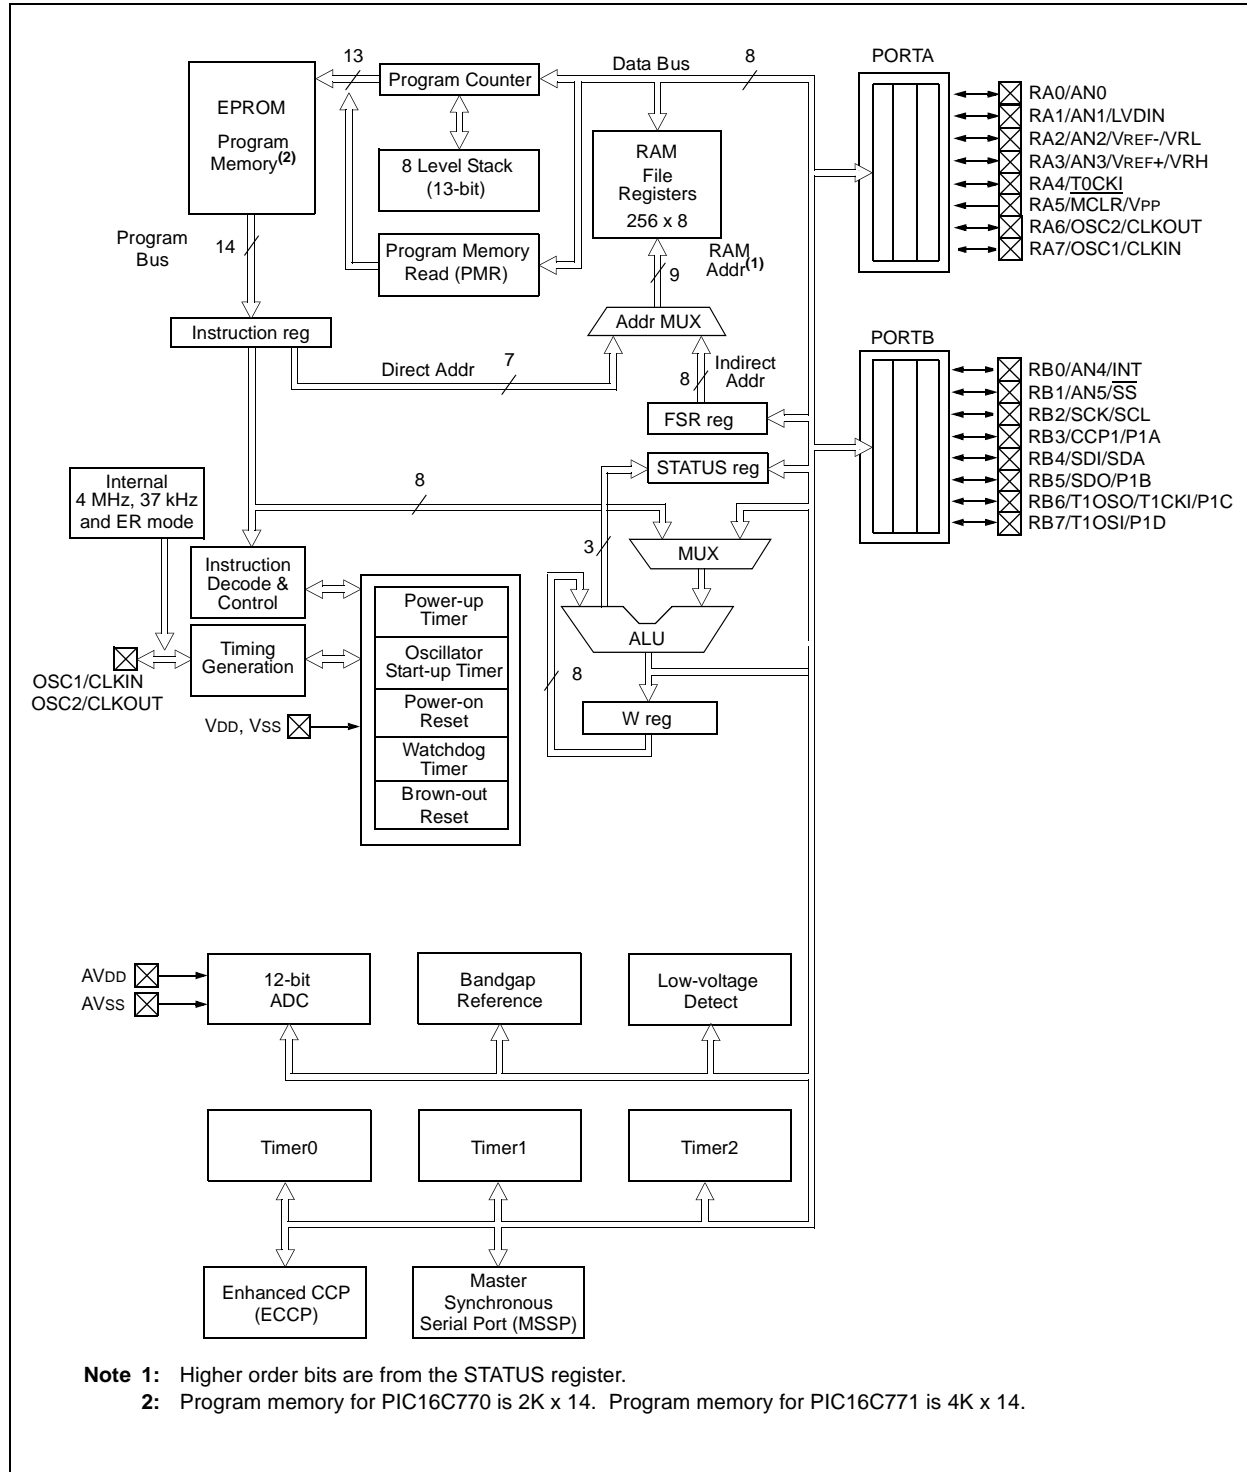 13
Data Bus
8
PORTA
EPROM
Program
Memory(2)
Program Counter
8 Level Stack
(13-bit)
RAM
File
Registers
256 x 8
RA0/AN0
RA1/AN1/LVDIN
RA2/AN2/VREF-/VRL
RA3/AN3/VREF+/VRH
RA4/T0CKI
RA5/MCLR/VPP
RA6/OSC2/CLKOUT
RA7/OSC1/CLKIN
Program
Bus
14
Program Memory
Read (PMR)
RAM
Addr(1)
9
Instruction reg
Addr MUX
PORTB
Direct Addr
7
8
Indirect
Addr
FSR reg
RB0/AN4/INT
RB1/AN5/SS
RB2/SCK/SCL
RB3/CCP1/P1A
RB4/SDI/SDA
RB5/SDO/P1B
RB6/T1OSO/T1CKI/P1C
RB7/T1OSI/P1D
Internal
4 MHz, 37 kHz
and ER mode
8
STATUS reg
3
MUX
Instruction
Decode &
Control
Power-up
Timer
ALU
Timing
Generation
Oscillator
Start-up Timer
8
OSC1/CLKIN
OSC2/CLKOUT
VDD, VSS
Power-on
Reset
W reg
Watchdog
Timer
Brown-out
Reset
AVDD
AVSS
12-bit
ADC
Bandgap
Reference
Low-voltage
Detect
Timer0
Timer1
Timer2
Enhanced CCP
(ECCP)
Master
Synchronous
Serial Port (MSSP)
Note 1: Higher order bits are from the STATUS register.
2: Program memory for PIC16C770 is 2K x 14. Program memory for PIC16C771 is 4K x 14.